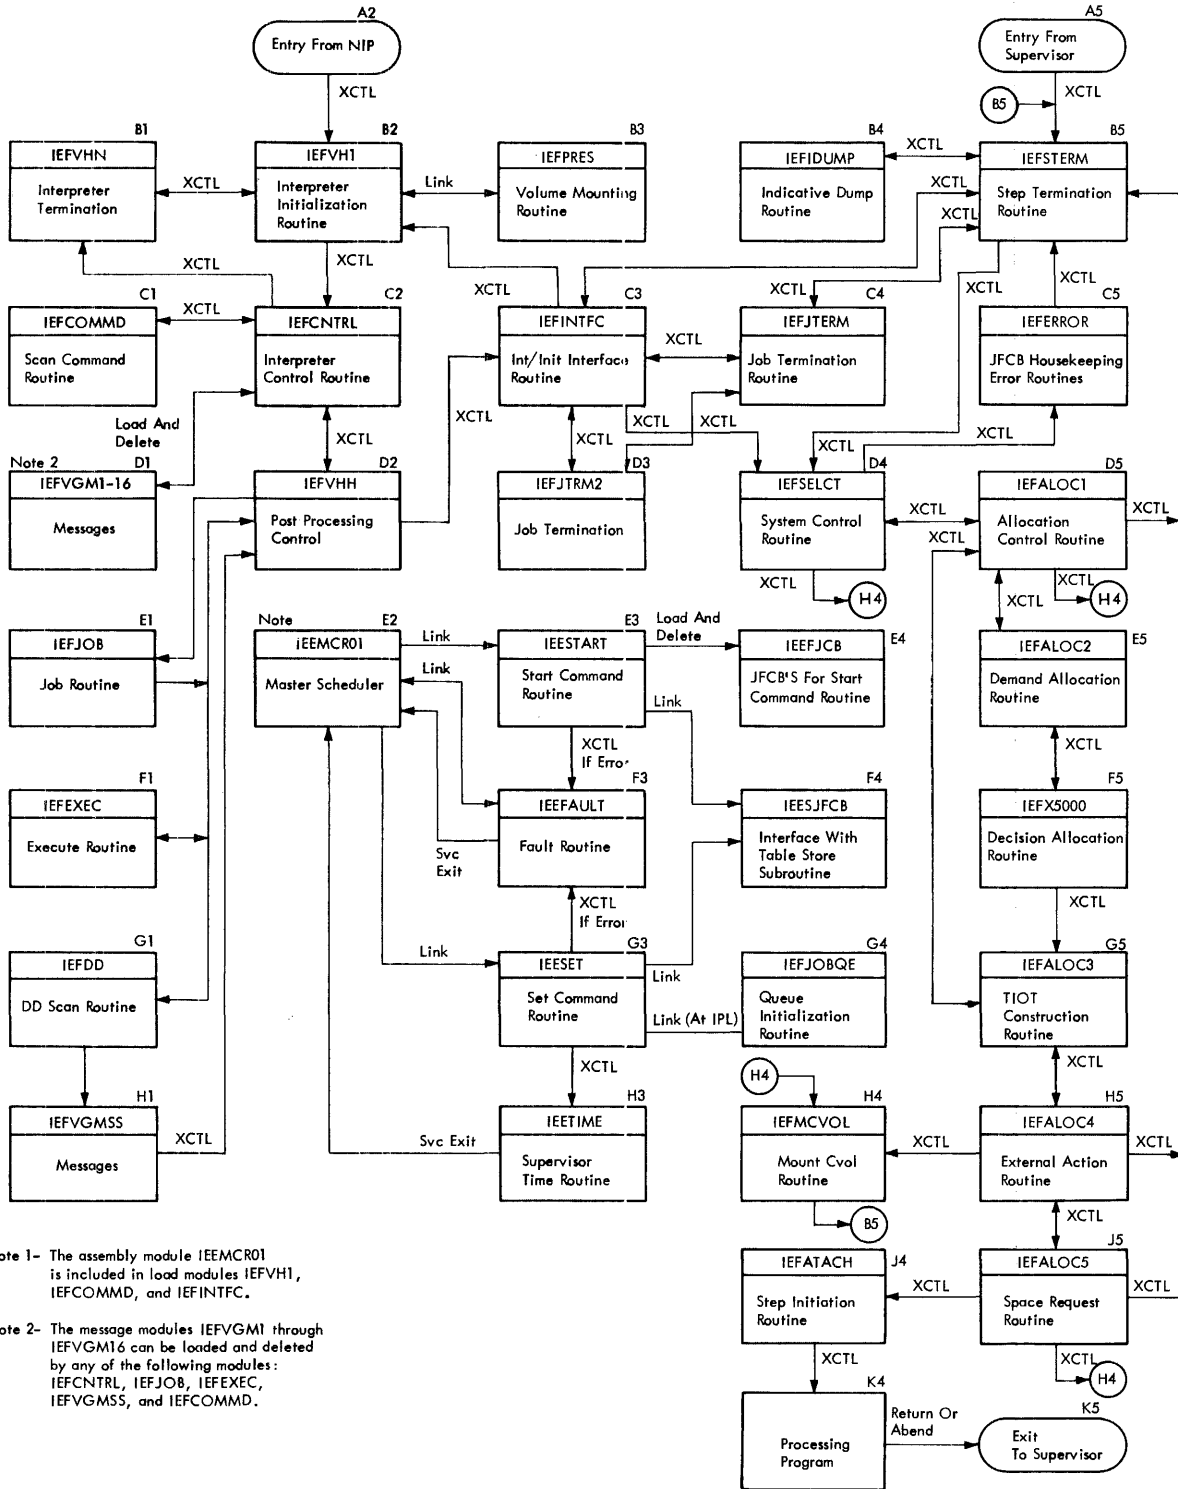 A2
Entry From NIP
XCTL
A5
Entry From
Supervisor
XCTL
B5
B1
IEFVHN
Interpreter
Termination
XCTL
B2
IEFVH1
Interpreter
Initialization
Routine
Link
B3
IEFPRES
Volume Mounting
Routine
B4
IEFIDUMP
Indicative Dump
Routine
XCTL
XCTL
XCTL
B5
IEFSTERM
Step Termination
Routine
XCTL
XCTL
XCTL
XCTL
XCTL
C1
IEFCOMMD
Scan Command
Routine
XCTL
C2
IEFCNTRL
Interpreter
Control Routine
C3
IEFINTFC
Int/Init Interface
Routine
XCTL
C4
IEFJTERM
Job Termination
Routine
C5
IEFERROR
JFCB Housekeeping
Error Routines
Load And
Delete
XCTL
XCTL
XCTL
XCTL
XCTL
XCTL
Note 2
D1
IEFVGM1-16
Messages
D2
IEFVHH
Post Processing
Control
D3
IEFJTRM2
Job Termination
D4
IEFSELCT
System Control
Routine
XCTL
D5
IEFALOC1
Allocation
Control Routine
XCTL
XCTL
XCTL
H4
XCTL
H4
XCTL
E1
IEFJOB
Job Routine
Note
E2
IEEMCR01
Master Scheduler
Link
Link
E3
IEESTART
Start Command
Routine
Load And
Delete
Link
E4
IEEFJCB
JFCB'S For Start
Command Routine
E5
IEFALOC2
Demand Allocation
Routine
XCTL
If Error
XCTL
F1
IEFEXEC
Execute Routine
F3
IEEFAULT
Fault Routine
Svc
Exit
F4
IEESJFCB
Interface With
Table Store
Subroutine
F5
IEFX5000
Decision Allocation
Routine
XCTL
If Error
XCTL
G1
IEFDD
DD Scan Routine
Link
G3
IEESET
Set Command
Routine
Link
Link (At IPL)
G4
IEFJOBQE
Queue
Initialization
Routine
G5
IEFALOC3
TIOT
Construction
Routine
XCTL
H4
XCTL
H1
IEFVGMSS
Messages
XCTL
Svc Exit
H3
IEETIME
Supervisor
Time Routine
H4
IEFMCVOL
Mount Cvol
Routine
XCTL
H5
IEFALOC4
External Action
Routine
XCTL
B5
XCTL
ote 1- The assembly module IEEMCR01
is included in load modules IEFVH1,
IEFCOMMD, and IEFINTFC.
J4
IEFATACH
Step Initiation
Routine
XCTL
J5
IEFALOC5
Space Request
Routine
XCTL
ote 2- The message modules IEFVGM1 through
IEFVGM16 can be loaded and deleted
by any of the following modules:
IEFCNTRL, IEFJOB, IEFEXEC,
IEFVGMSS, and IEFCOMMD.
XCTL
XCTL
H4
K4
Processing
Program
Return Or
Abend
K5
Exit
To Supervisor